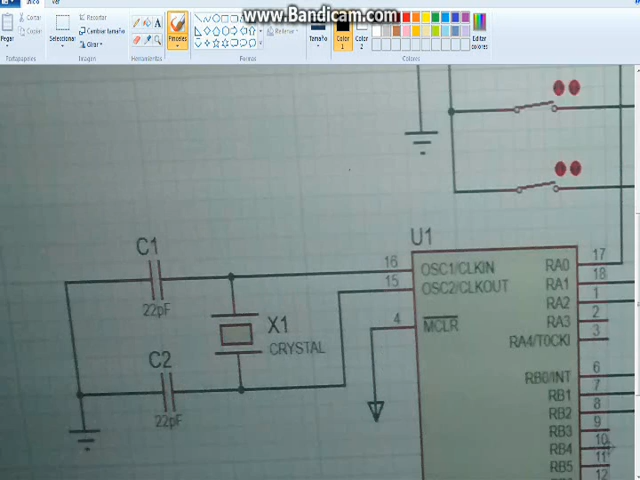 Inicio
Ver
www.Bandicam.com
Pegar
Cortar
Copiar
Seleccionar
Recortar
Cambiar tamaño
Girar
Pinceles
Rellenar
Tamaño
Color 1
Color 2
Editar colores
Portapapeles
Imagen
Herramientas
Formas
Colores
U1
C1
22pF
16
15
4
OSC1/CLKIN
OSC2/CLKOUT
MCLR
X1
CRYSTAL
C2
22pF
RA0
17
RA1
18
RA2
1
RA3
2
RA4/T0CKI
3
RB0/INT
6
RB1
7
RB2
8
RB3
9
RB4
10
RB5
11
12